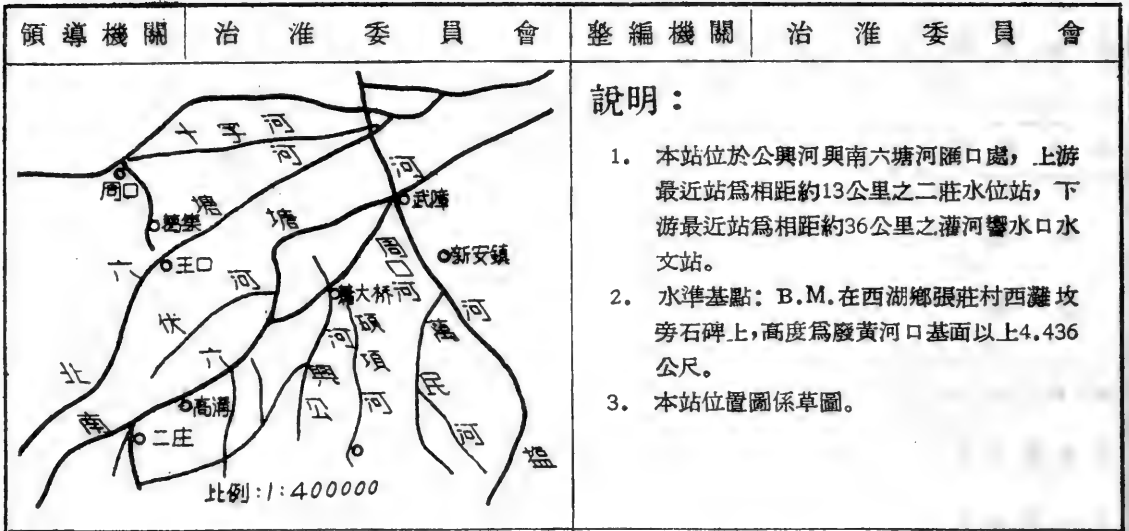 領導機關 治淮委員會 整編機關 治淮委員會
十字河
周口
萬集
北六塘河
王口
南六塘河
武障
新安鎮
周口河
大桥
伏河
碩項河
公興河
萬民河
鹽河
高溝
二庄
比例:1:400000
說明：
1. 本站位於公興河與南六塘河匯口處，上游
最近站爲相距約13公里之二莊水位站，下
游最近站爲相距約36公里之灌河響水口水
文站。
2. 水準基點：B.M.在西湖鄉張莊村西灘坟
旁石碑上，高度爲廢黃河口基面以上4.436
公尺。
3. 本站位置圖係草圖。